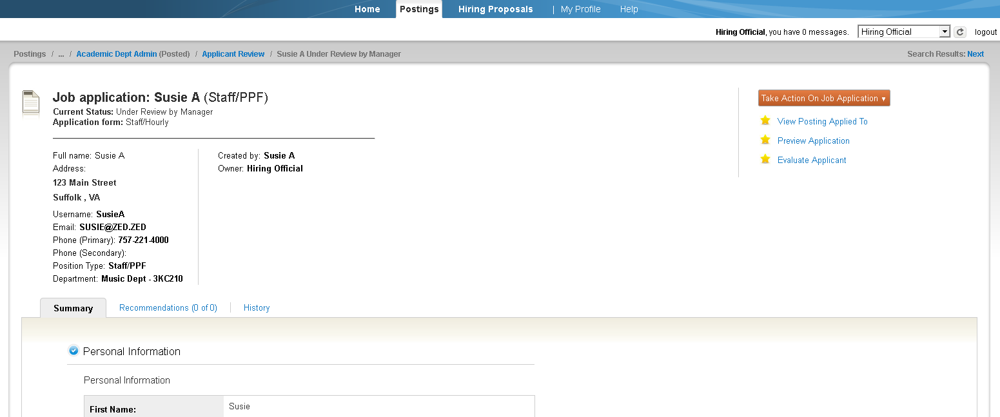 Home Postings Hiring Proposals | My Profile Help
Hiring Official, you have 0 messages. Hiring Official logout
Postings / ... / Academic Dept Admin (Posted) / Applicant Review / Susie A Under Review by Manager Search Results: Next
Job application: Susie A (Staff/PPF)
Current Status: Under Review by Manager
Application form: Staff/Hourly
Take Action On Job Application ▼
View Posting Applied To
Preview Application
Evaluate Applicant
Full name: Susie A
Address:
123 Main Street
Suffolk , VA
Username: SusieA
Email: SUSIE@ZED.ZED
Phone (Primary): 757-221-4000
Phone (Secondary):
Position Type: Staff/PPF
Department: Music Dept - 3KC210
Created by: Susie A
Owner: Hiring Official
Summary Recommendations (0 of 0) History
Personal Information
Personal Information
First Name: Susie